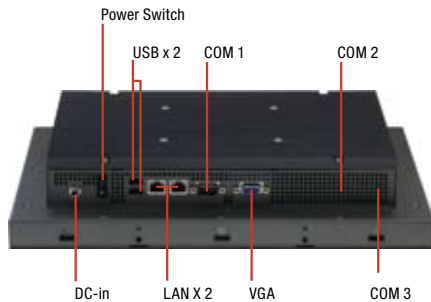 Power Switch
USB x 2
COM 1
COM 2
DC-in
LAN X 2
VGA
COM 3